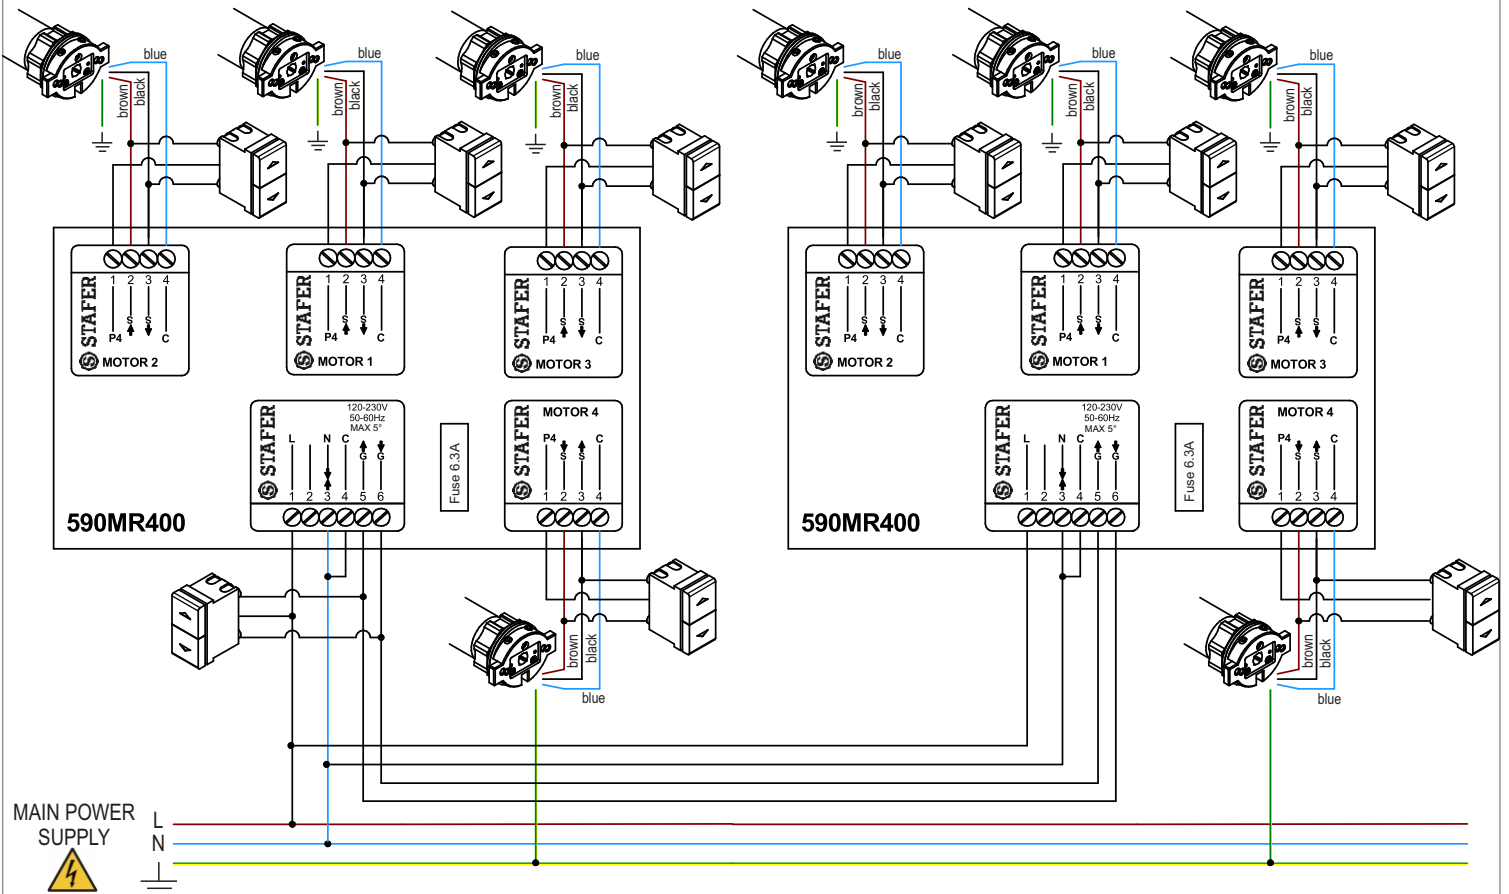 blue
blue
blue
blue
blue
blue
brown
black
brown
black
brown
black
brown
black
brown
black
brown
black
1 2 3 4
STAFER
S S
P4 C
S MOTOR 2
1 2 3 4
STAFER
S S
P4 C
S MOTOR 1
1 2 3 4
STAFER
S S
P4 C
S MOTOR 3
1 2 3 4
STAFER
S S
P4 C
S MOTOR 2
1 2 3 4
STAFER
S S
P4 C
S MOTOR 1
1 2 3 4
STAFER
S S
P4 C
S MOTOR 3
120-230V
50-60Hz
MAX 5°
L N C
G G
S STAFER
1 2 3 4 5 6
Fuse 6.3A
MOTOR 4
P4 C
S S
S STAFER
1 2 3 4
590MR400
120-230V
50-60Hz
MAX 5°
L N C
G G
S STAFER
1 2 3 4 5 6
Fuse 6.3A
MOTOR 4
P4 C
S S
S STAFER
1 2 3 4
590MR400
brown
black
blue
brown
black
blue
MAIN POWER
SUPPLY
L
N